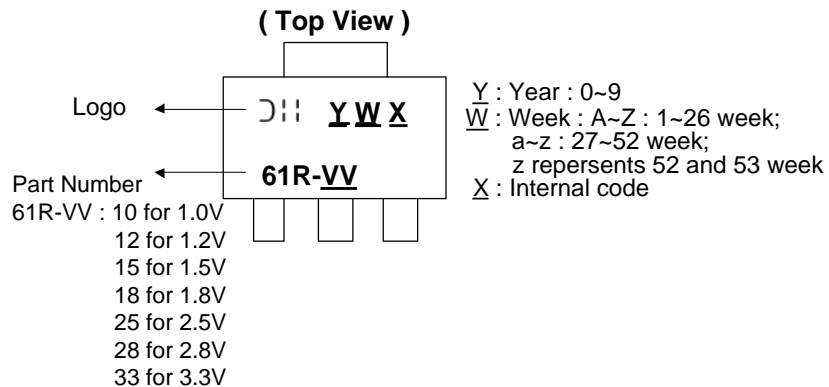 ( Top View )
Logo
Y W X
61R-VV
Y : Year : 0~9
W : Week : A~Z : 1~26 week;
a~z : 27~52 week;
z repersents 52 and 53 week
X : Internal code
Part Number
61R-VV : 10 for 1.0V
12 for 1.2V
15 for 1.5V
18 for 1.8V
25 for 2.5V
28 for 2.8V
33 for 3.3V